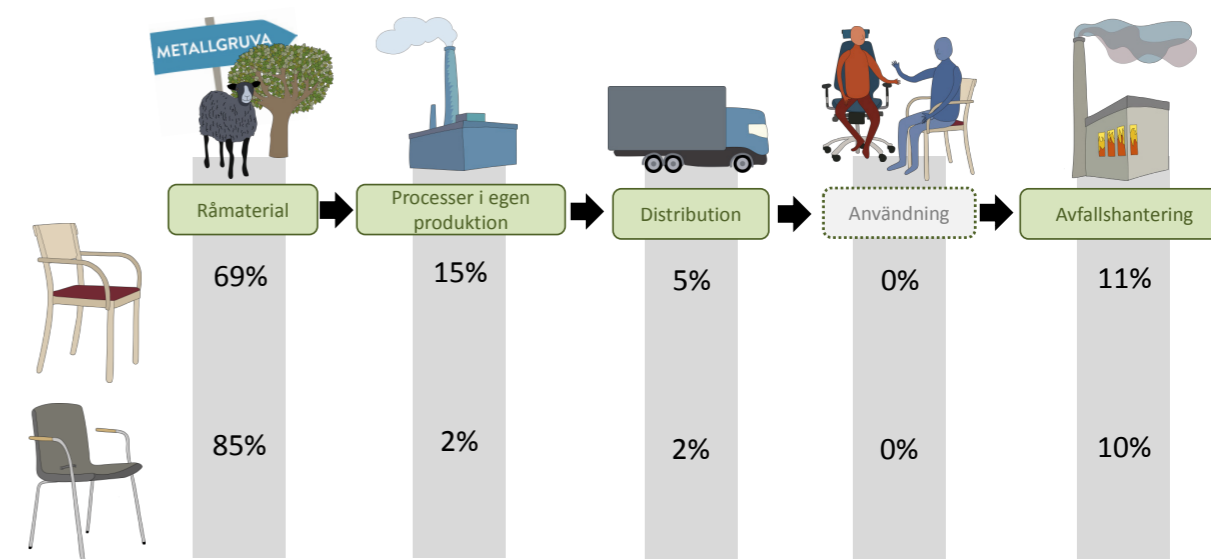 METALLGRUVA
Råmaterial
Processer i egen
produktion
Distribution
Användning
Avfallshantering
69%
15%
5%
0%
11%
85%
2%
2%
0%
10%